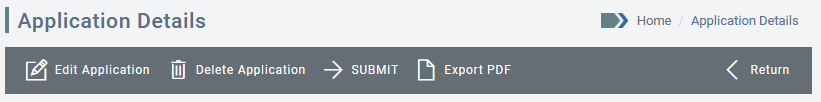 Application Details
Home / Application Details
Edit Application Delete Application SUBMIT Export PDF Return